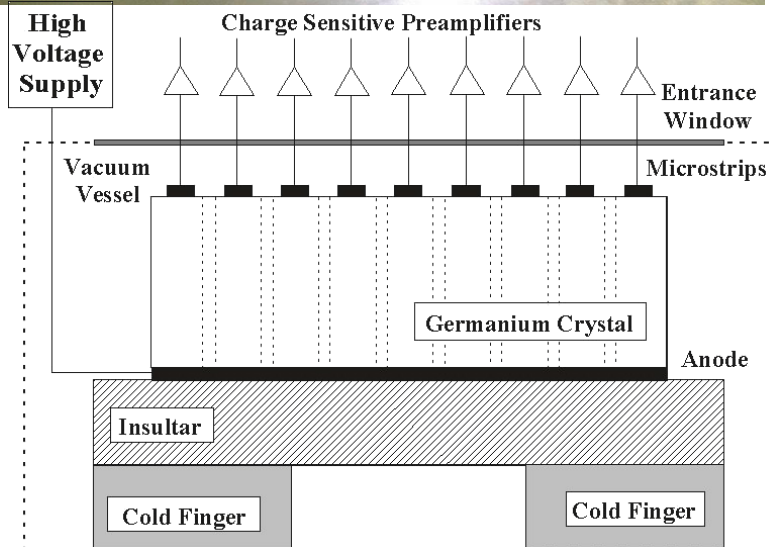 High
Voltage
Supply
Charge Sensitive Preamplifiers
Entrance
Window
Vacuum
Vessel
Microstrips
Germanium Crystal
Anode
Insultar
Cold Finger
Cold Finger